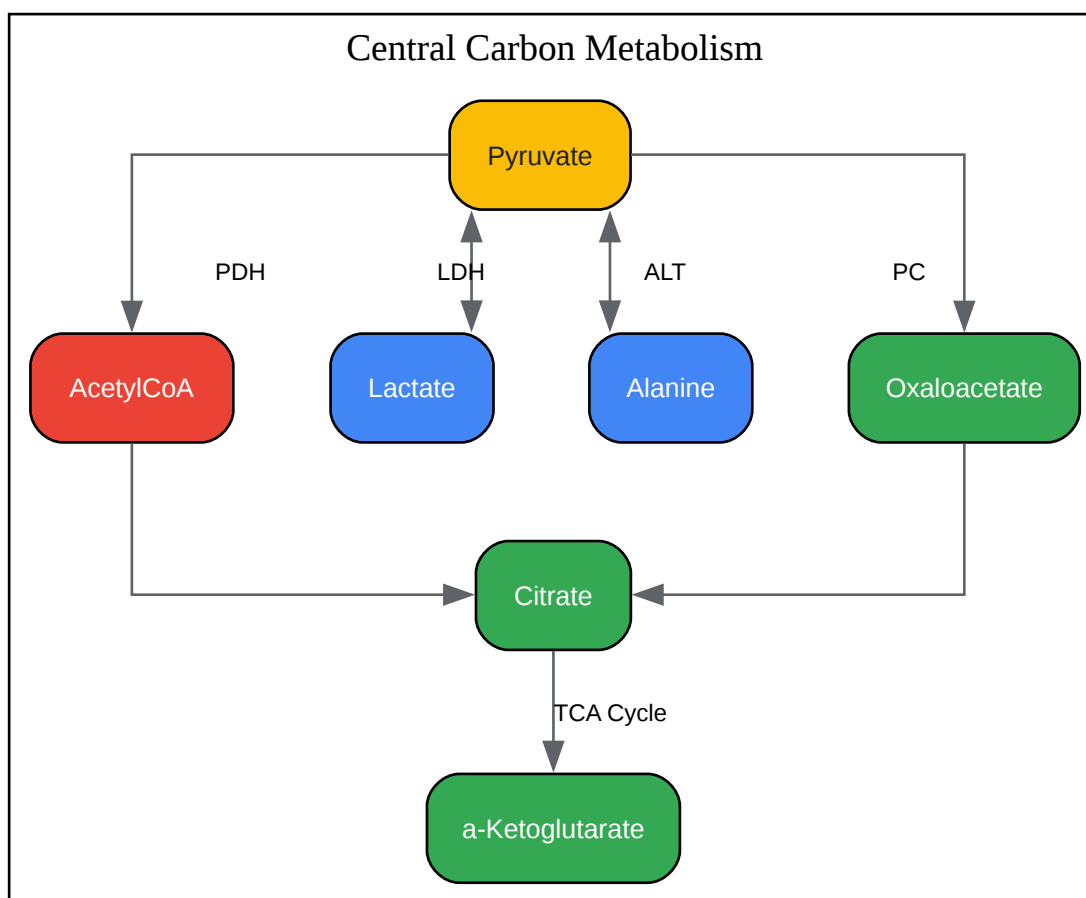 Central Carbon Metabolism
Pyruvate
PDH
LDH
ALT
PC
AcetylCoA
Lactate
Alanine
Oxaloacetate
Citrate
TCA Cycle
a-Ketoglutarate